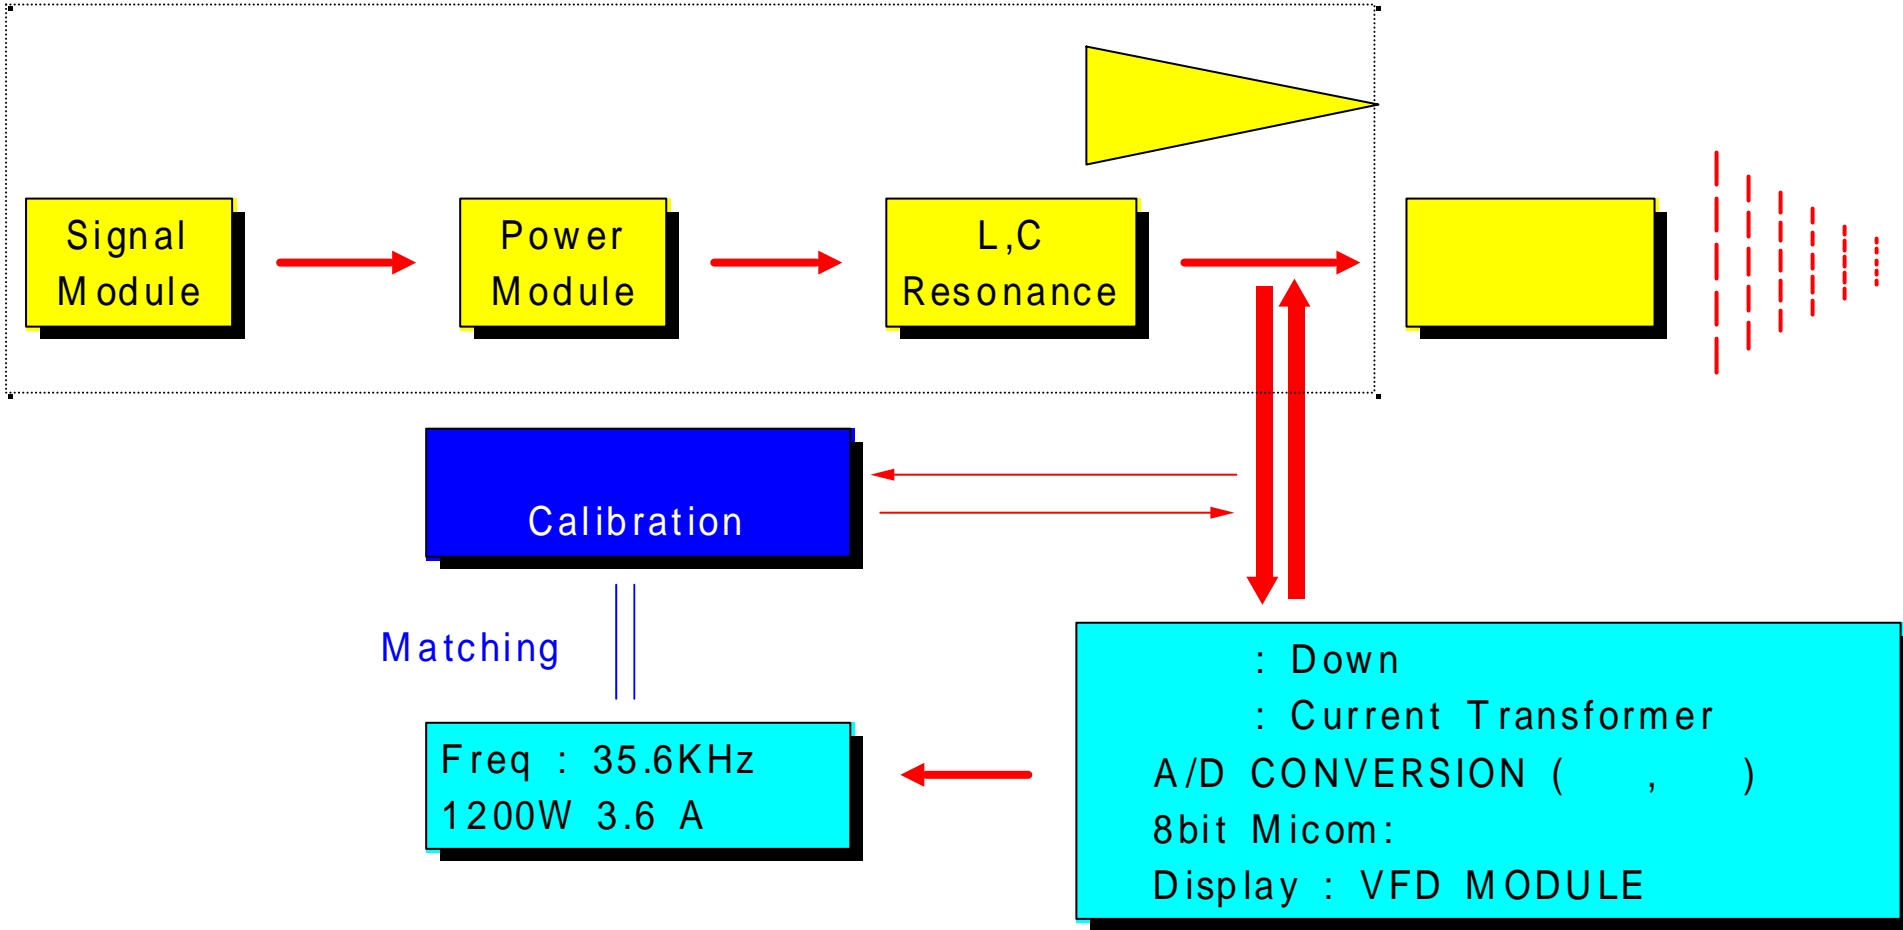 Signal
Module
Power
Module
L,C
Resonance
Calibration
Matching
Freq : 35.6KHz
1200W 3.6 A
: Down
: Current Transformer
A/D CONVERSION ( , )
8bit Micom:
Display : VFD MODULE